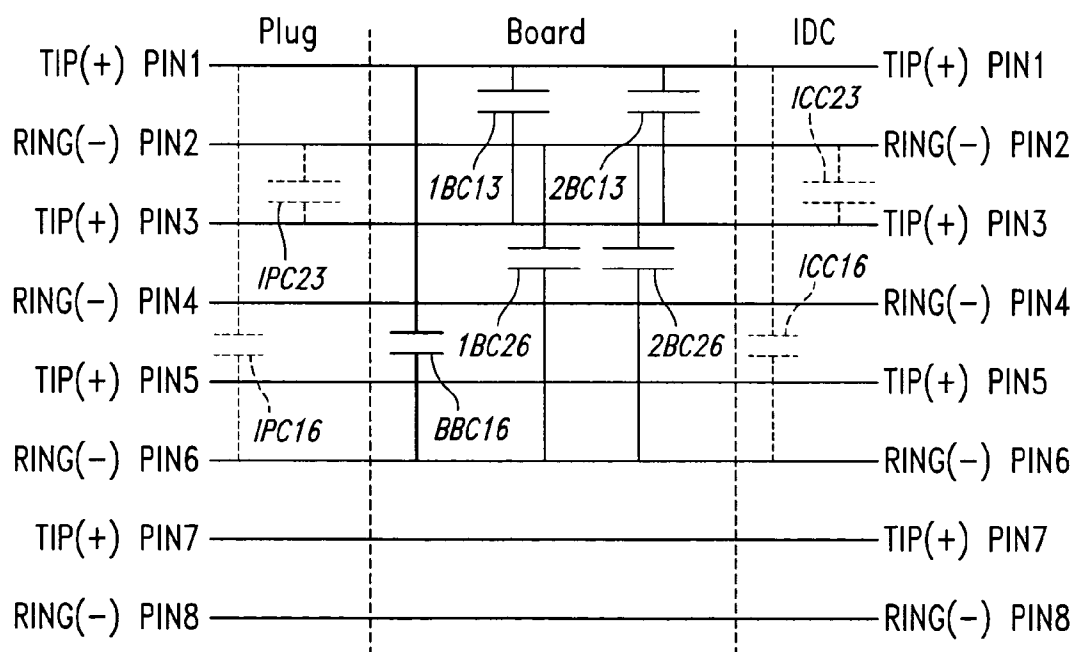 Plug Board IDC
TIP(+) PIN1 TIP(+) PIN1
ICC23
RING(−) PIN2 RING(−) PIN2
1BC13 2BC13
TIP(+) PIN3 TIP(+) PIN3
IPC23 ICC16
RING(−) PIN4 RING(−) PIN4
1BC26 2BC26
TIP(+) PIN5 TIP(+) PIN5
IPC16 BBC16
RING(−) PIN6 RING(−) PIN6
TIP(+) PIN7 TIP(+) PIN7
RING(−) PIN8 RING(−) PIN8